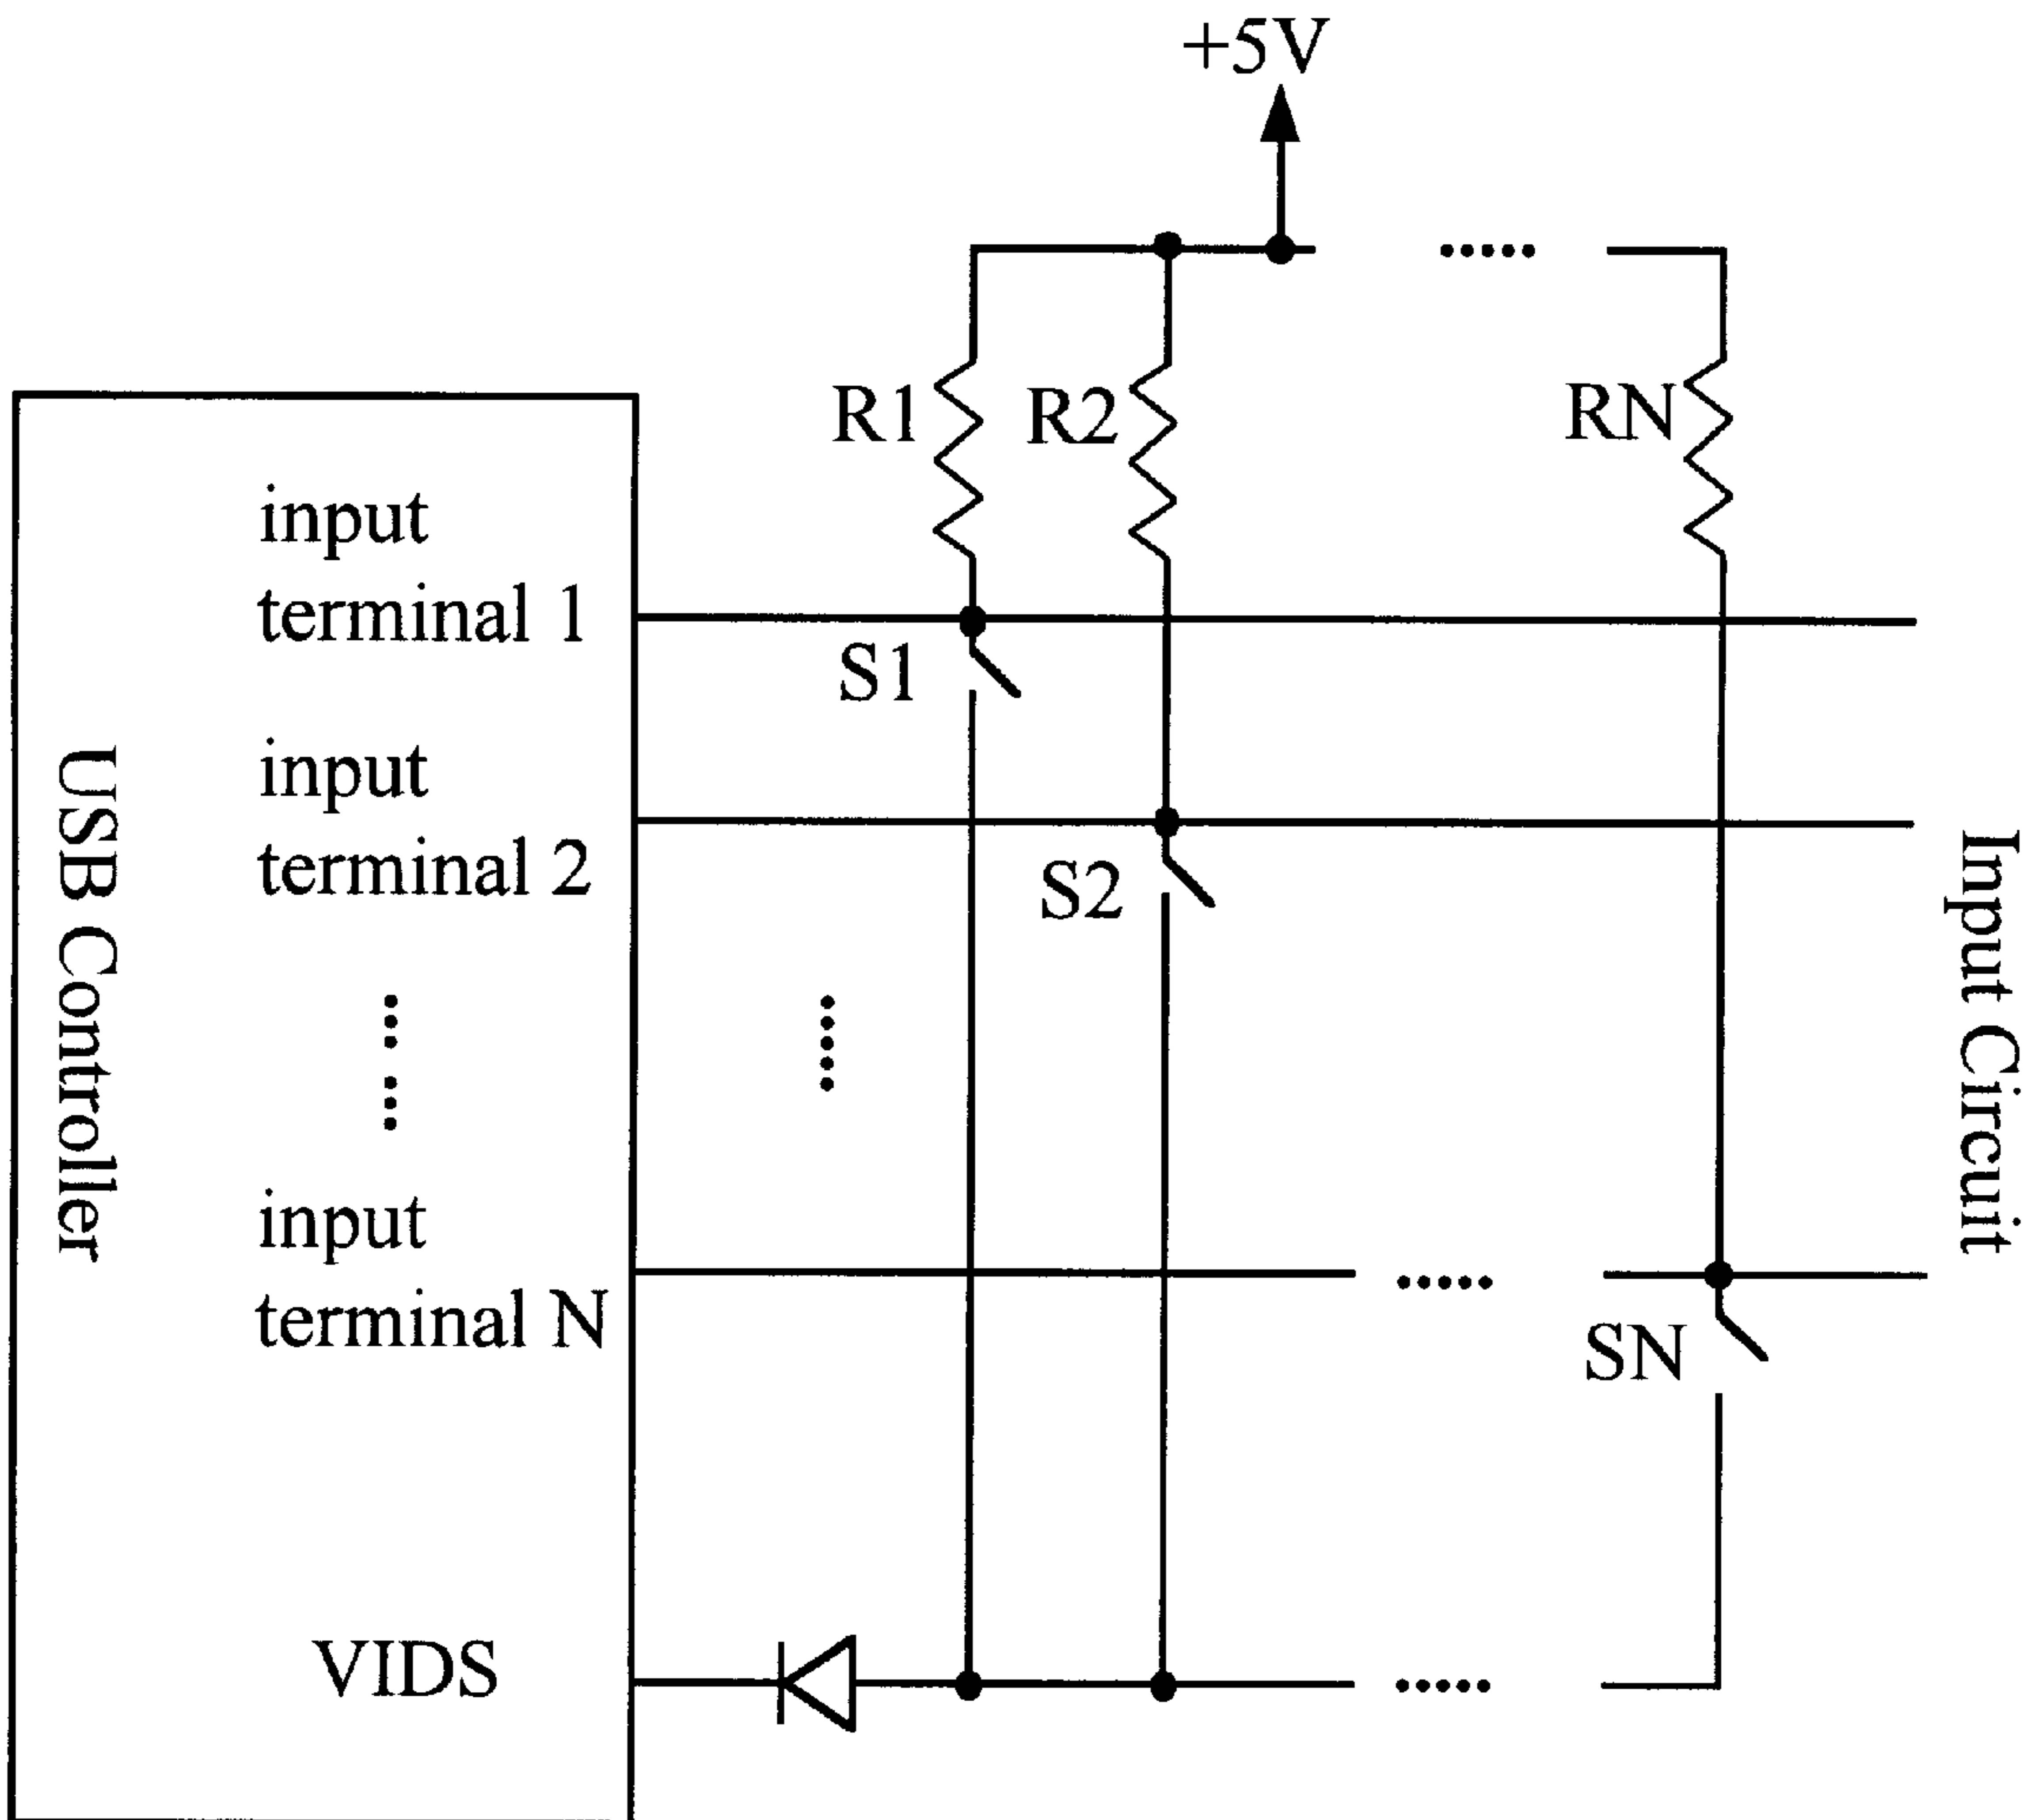 +5V
R1
R2
RN
input
terminal 1
S1
input
terminal 2
S2
USB Controller
Input Circuit
input
terminal N
SN
VIDS